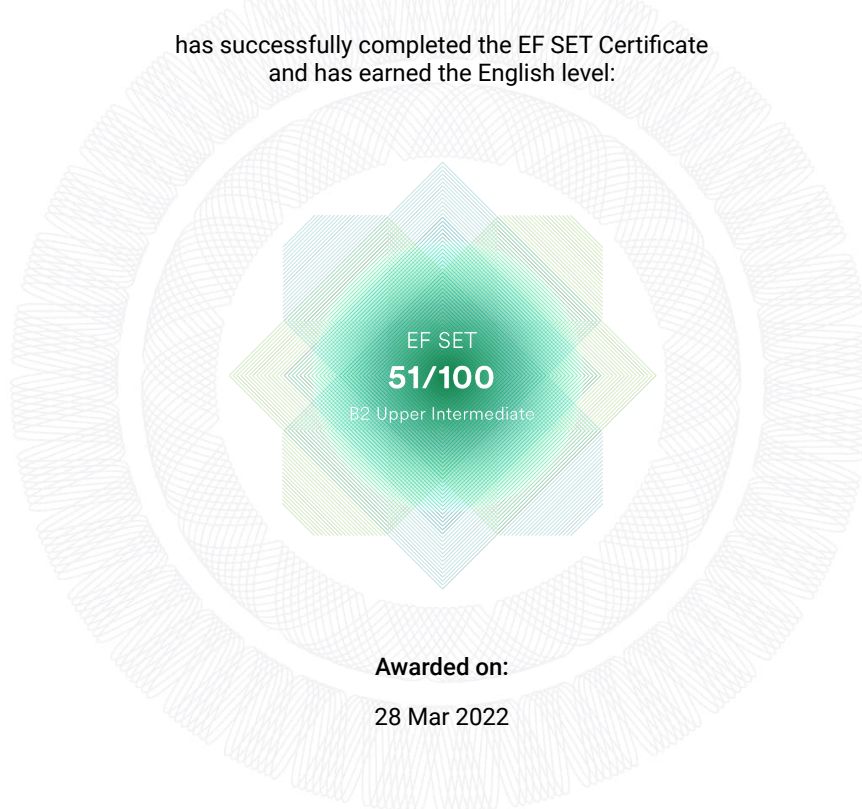 has successfully completed the EF SET Certificate
and has earned the English level:
EF SET
51/100
B2 Upper Intermediate
Awarded on:
28 Mar 2022